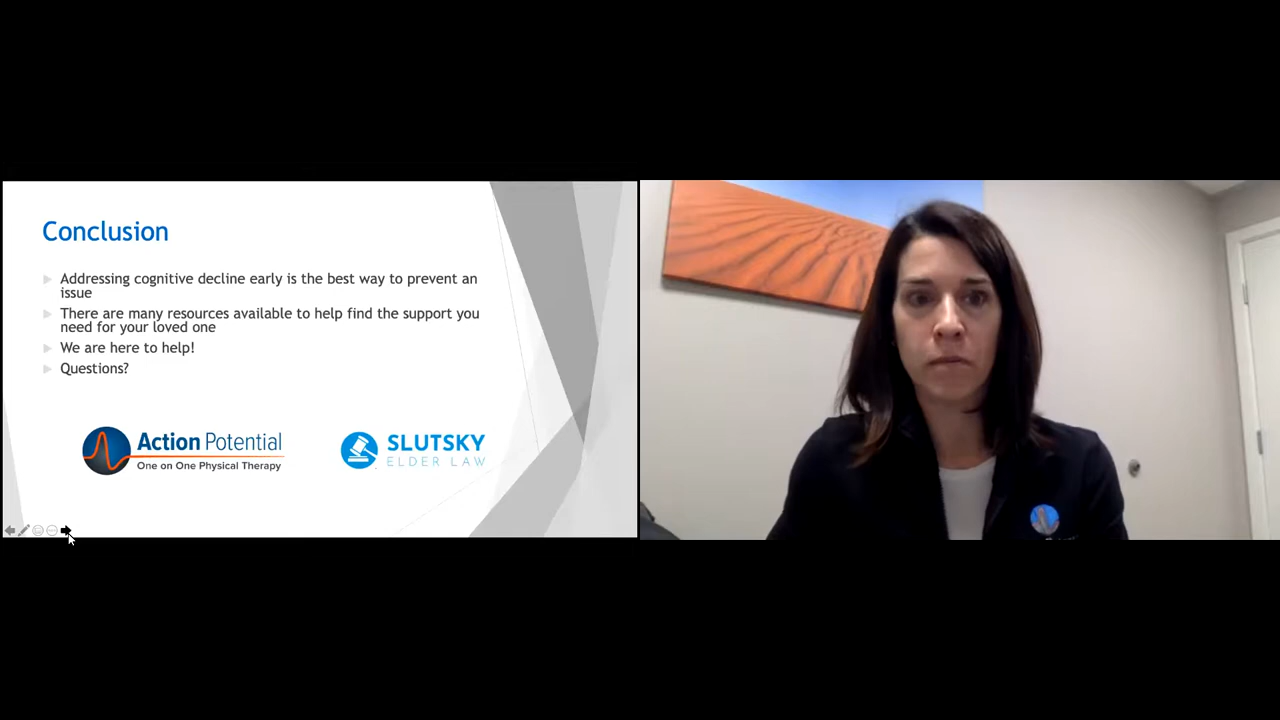 Conclusion
Addressing cognitive decline early is the best way to prevent an
issue
There are many resources available to help find the support you
need for your loved one
We are here to help!
Questions?
Action Potential
One on One Physical Therapy
SLUTSKY
ELDER LAW